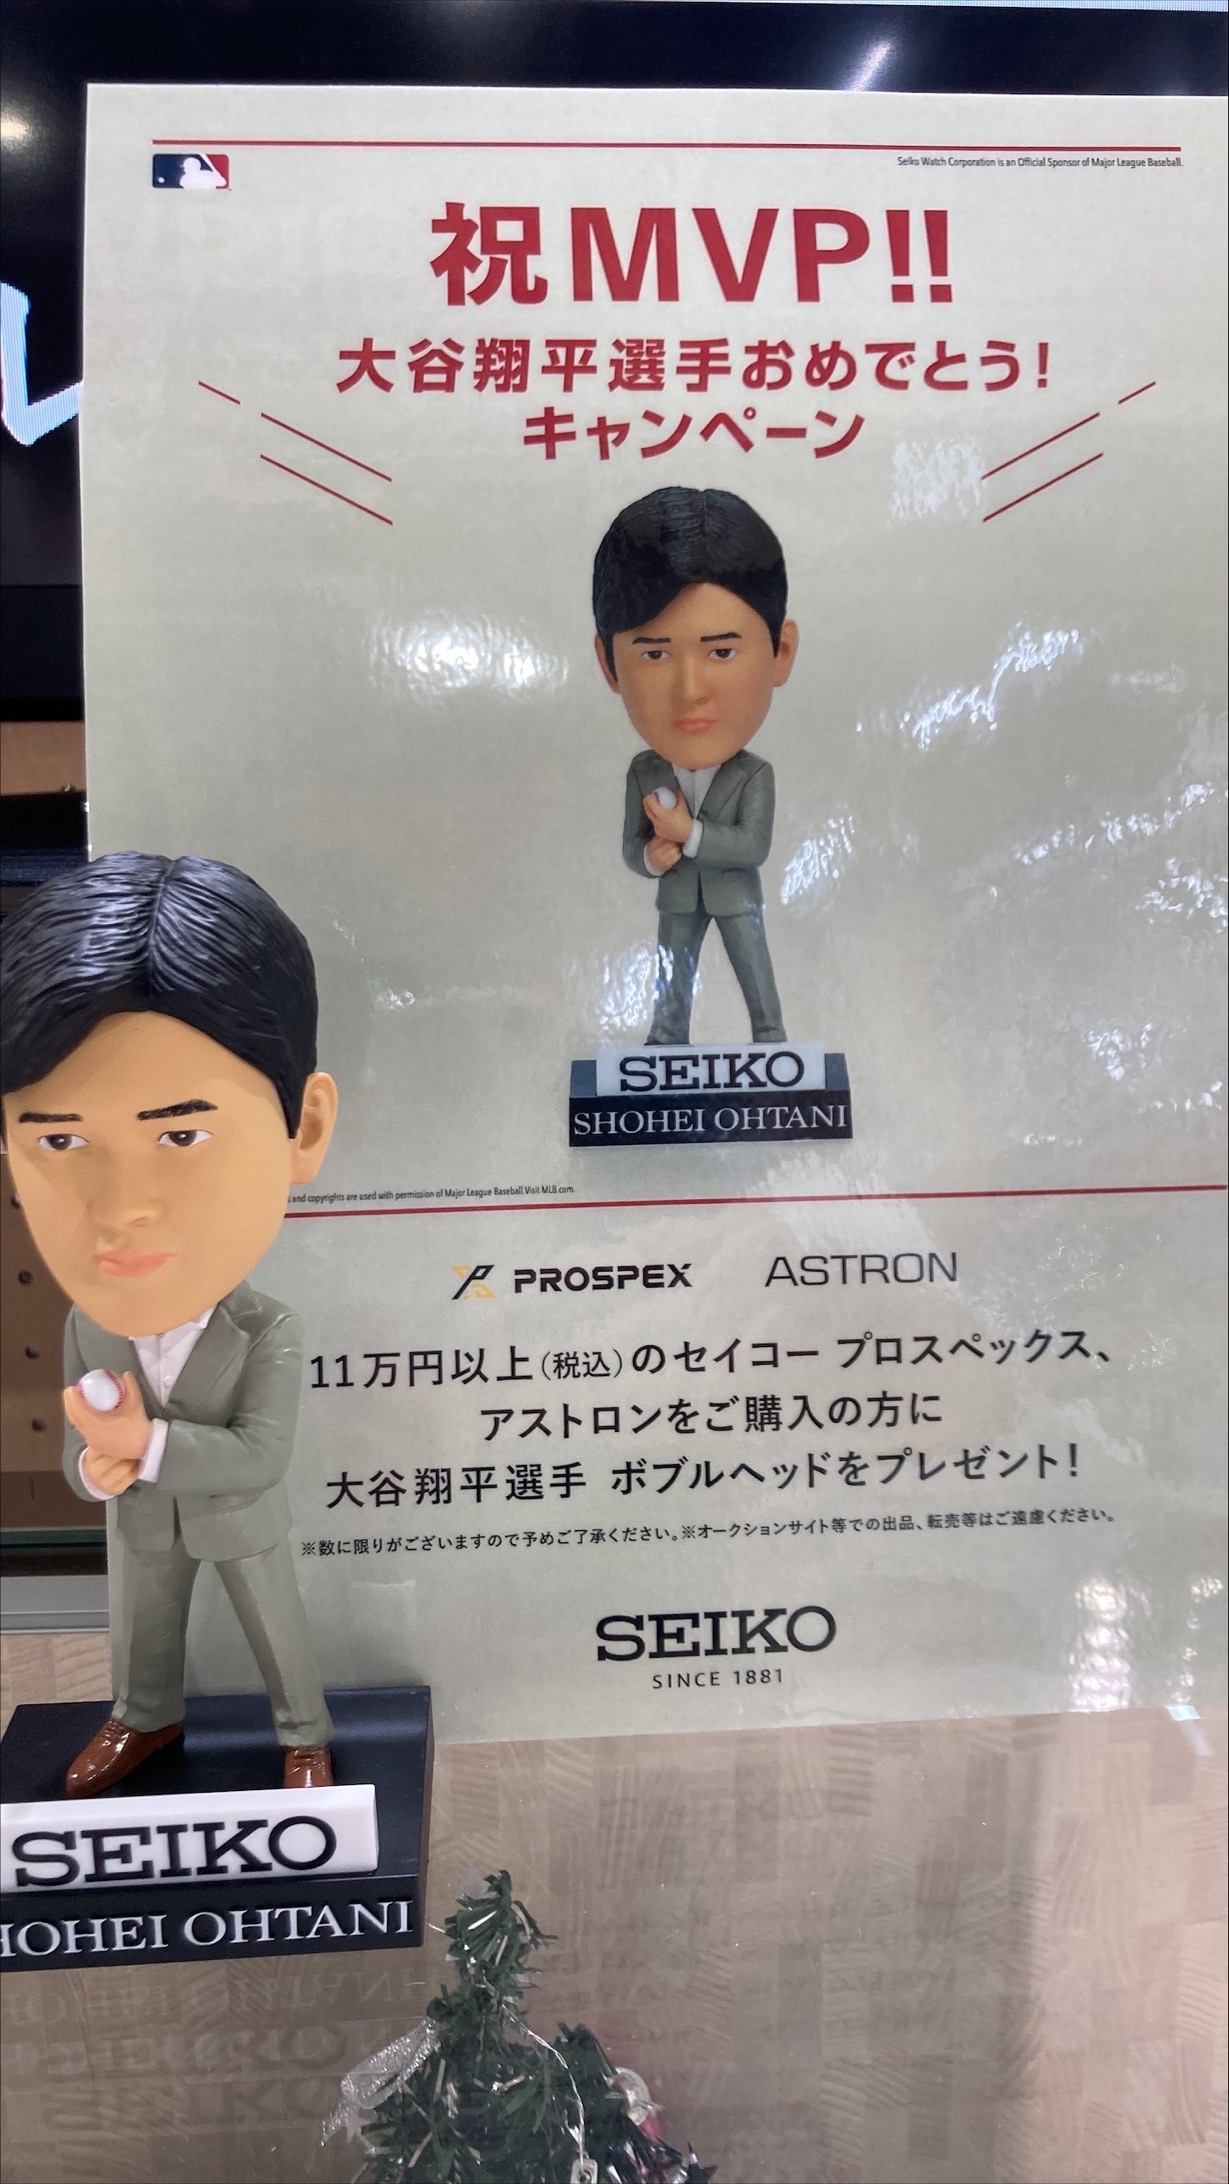 Seiko Watch Corporation is an Official Sponsor of Major League Baseball.
祝MVP!!
大谷翔平選手おめでとう!
キャンペーン
SEIKO
SHOHEI OHTANI
and copyrights are used with permission of Major League Baseball. Visit MLB.com.
PROSPEX
ASTRON
11万円以上(税込)のセイコー プロスペックス、
アストロンをご購入の方に
大谷翔平選手 ボブルヘッドをプレゼント!
※数に限りがございますので予めご了承ください。※オークションサイト等での出品、転売等はご遠慮ください。
SEIKO
SINCE 1881
SEIKO
HOHEI OHTANI